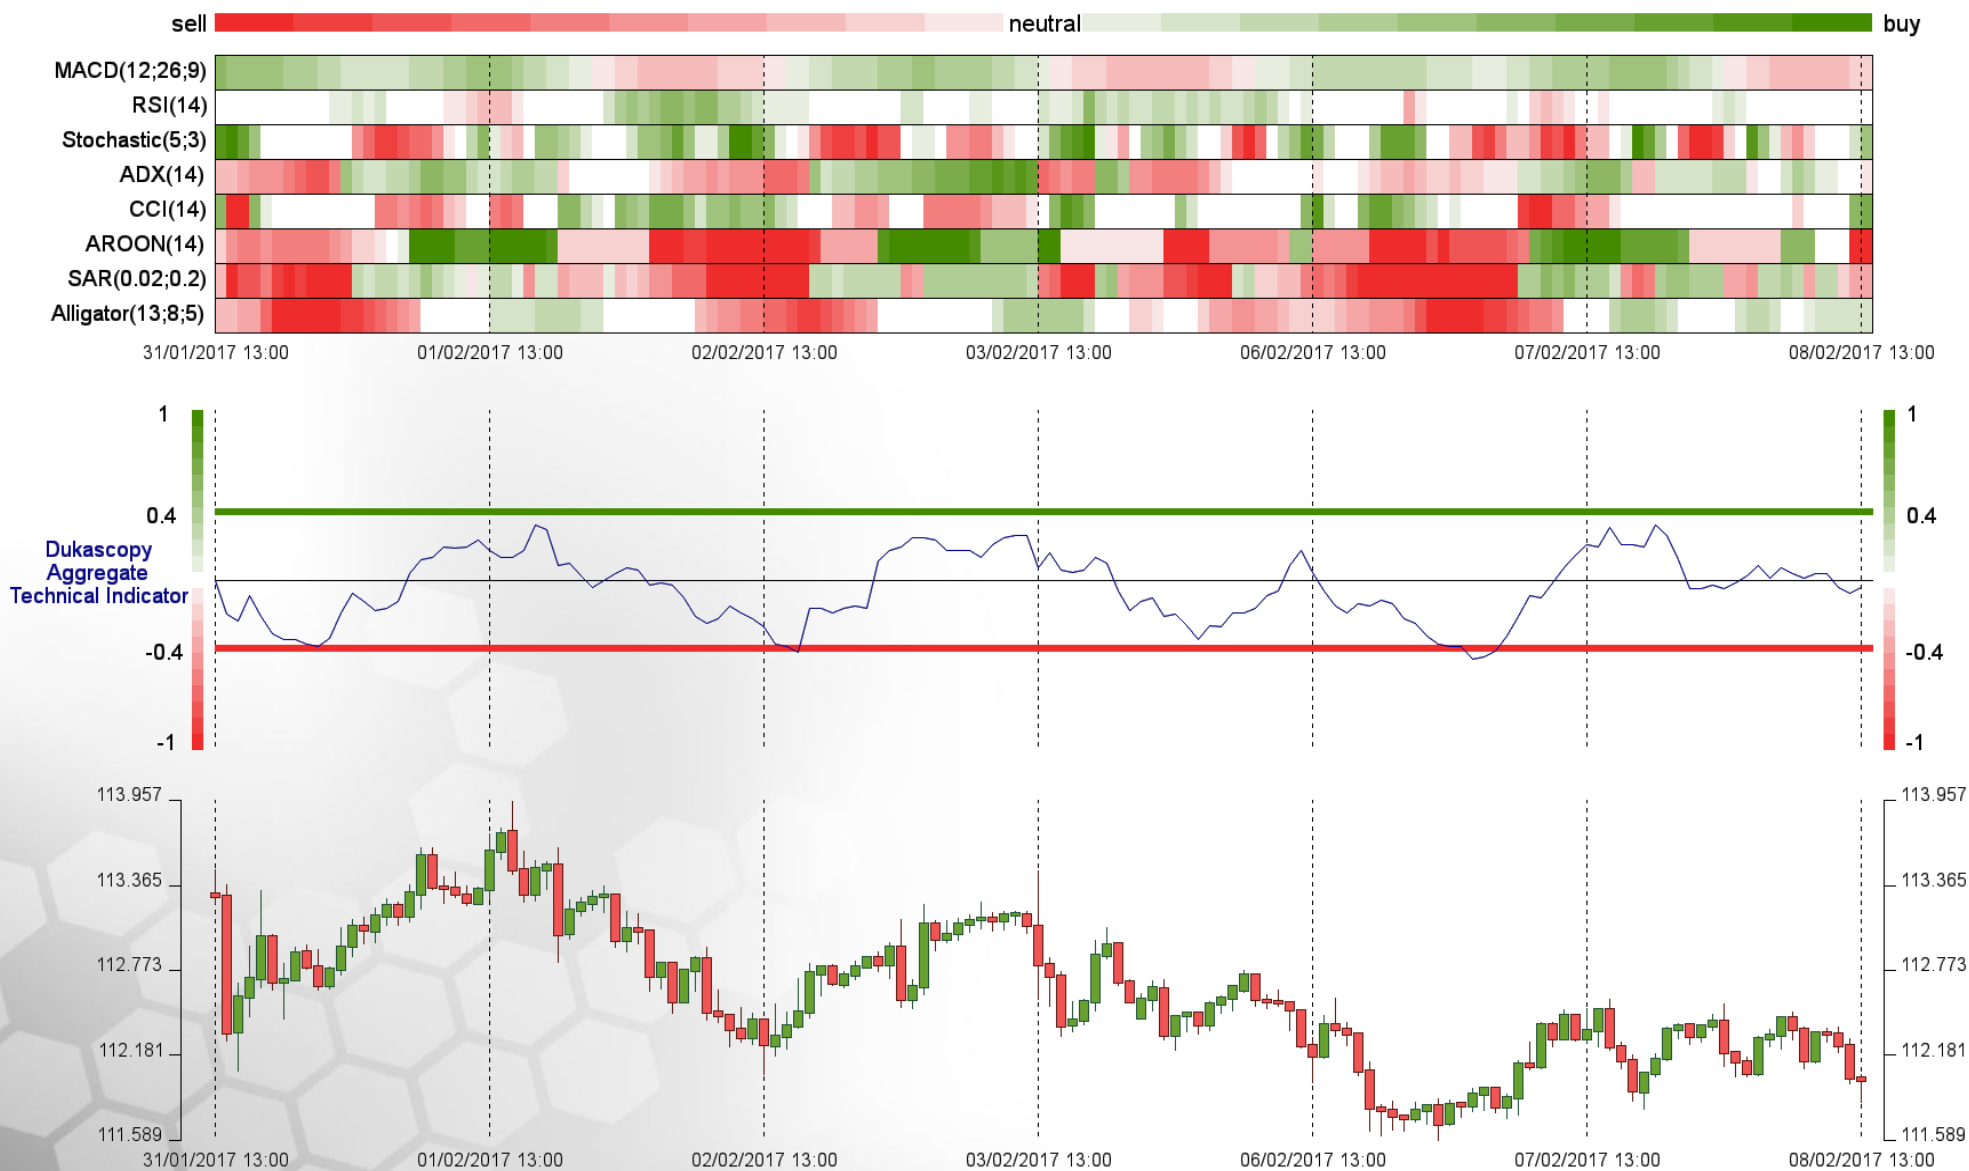 sell neutral buy
MACD(12;26;9)
RSI(14)
Stochastic(5;3)
ADX(14)
CCI(14)
AROON(14)
SAR(0.02;0.2)
Alligator(13;8;5)
31/01/2017 13:00 01/02/2017 13:00 02/02/2017 13:00 03/02/2017 13:00 06/02/2017 13:00 07/02/2017 13:00 08/02/2017 13:00
1 1
0.4 0.4
Dukascopy
Aggregate
Technical Indicator
-0.4 -0.4
-1 -1
113.957 113.957
113.365 113.365
112.773 112.773
112.181 112.181
111.589 111.589
31/01/2017 13:00 01/02/2017 13:00 02/02/2017 13:00 03/02/2017 13:00 06/02/2017 13:00 07/02/2017 13:00 08/02/2017 13:00